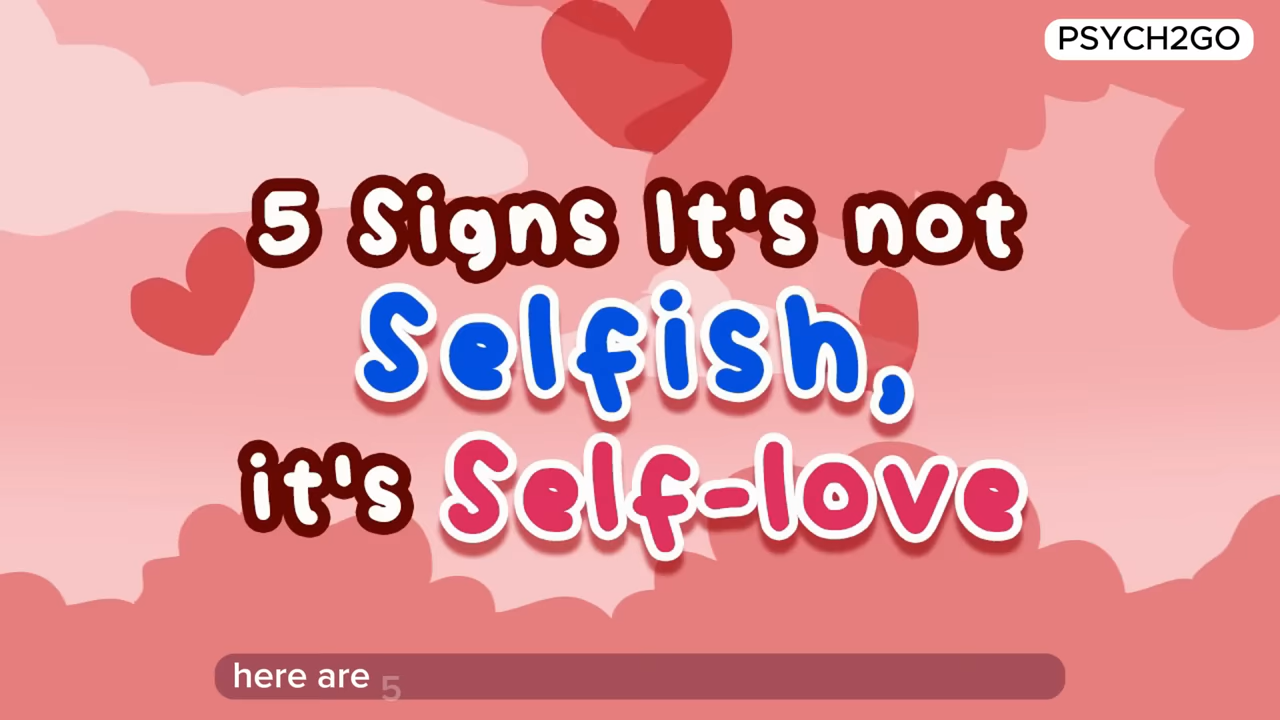 PSYCH2GO
5 Signs It's not
Selfish,
it's Self-love
here are 5